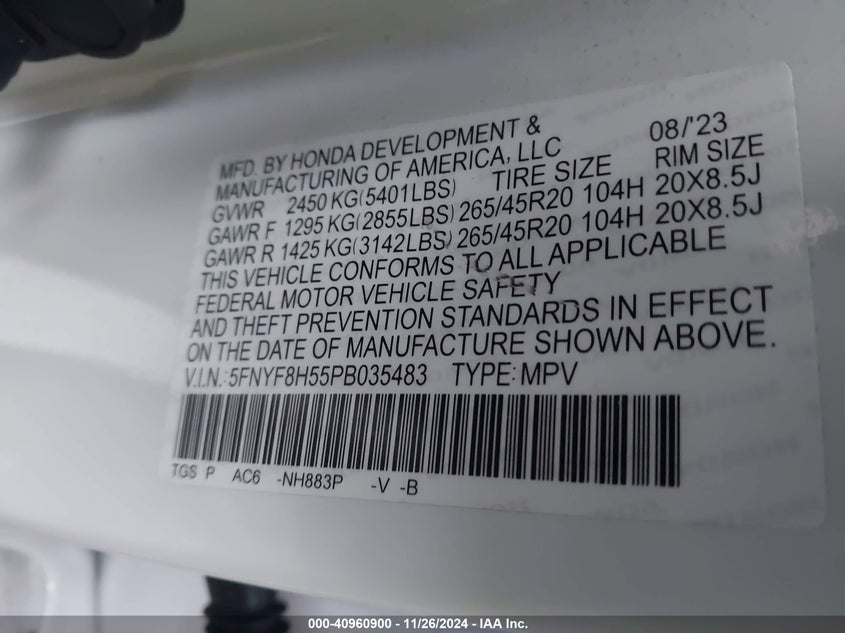 MFD. BY HONDA DEVELOPMENT & 08/'23
MANUFACTURING OF AMERICA, LLC
GVWR 2450 KG(5401LBS) TIRE SIZE RIM SIZE
GAWR F 1295 KG(2855LBS) 265/45R20 104H 20X8.5J
GAWR R 1425 KG(3142LBS) 265/45R20 104H 20X8.5J
THIS VEHICLE CONFORMS TO ALL APPLICABLE
FEDERAL MOTOR VEHICLE SAFETY
AND THEFT PREVENTION STANDARDS IN EFFECT
ON THE DATE OF MANUFACTURE SHOWN ABOVE.
V.I.N.: 5FNYF8H55PB035483 TYPE: MPV
TGS P AC6 -NH883P -V -B
000-40960900 - 11/26/2024 - IAA Inc.